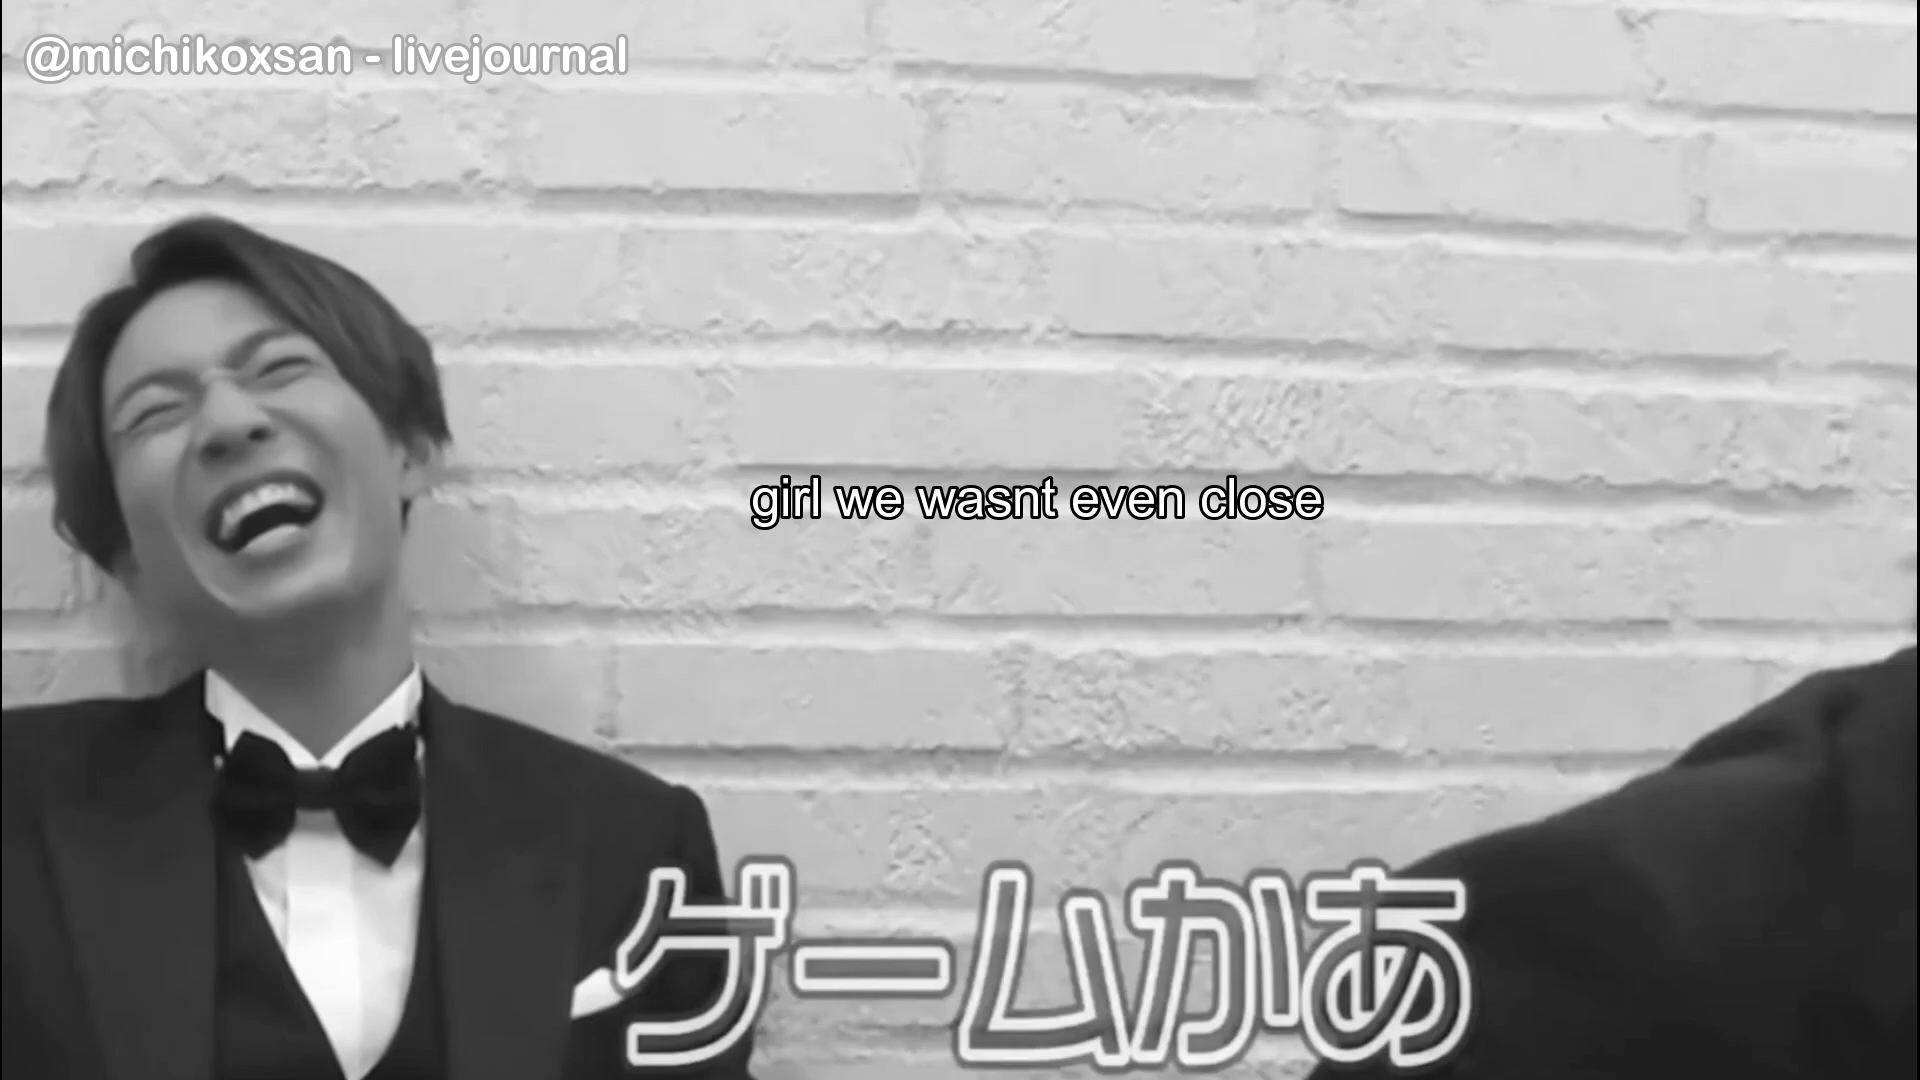 @michikoxsan - livejournal
girl we wasnt even close
ゲームかあ